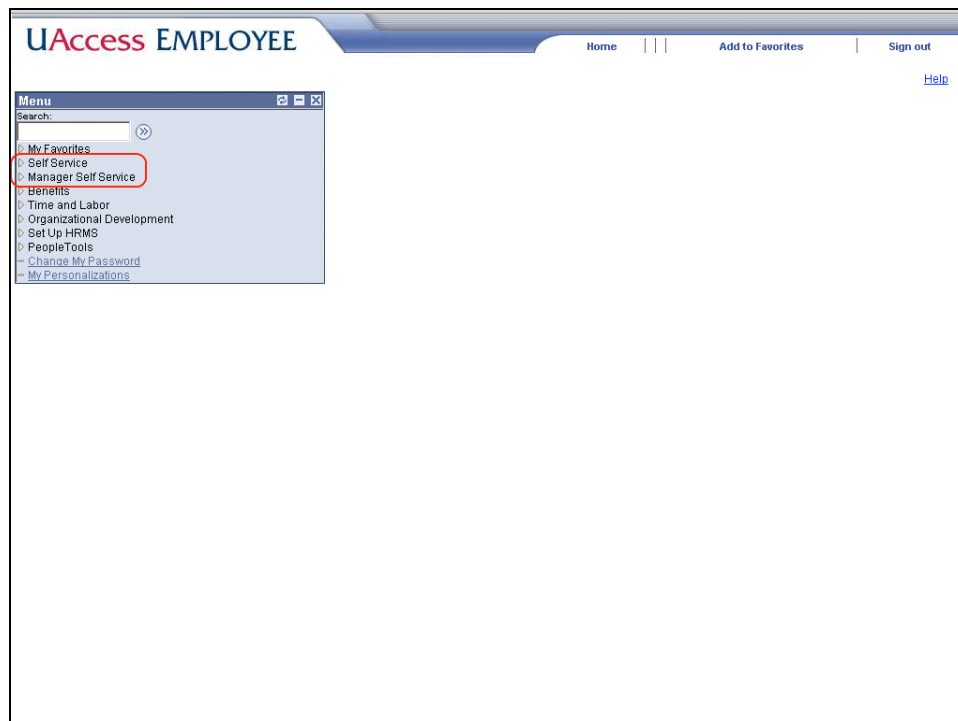 UAccess EMPLOYEE
Home Add to Favorites Sign out
Help
Menu
Search:
My Favorites
Self Service
Manager Self Service
Benefits
Time and Labor
Organizational Development
Set Up HRMS
PeopleTools
Change My Password
My Personalizations